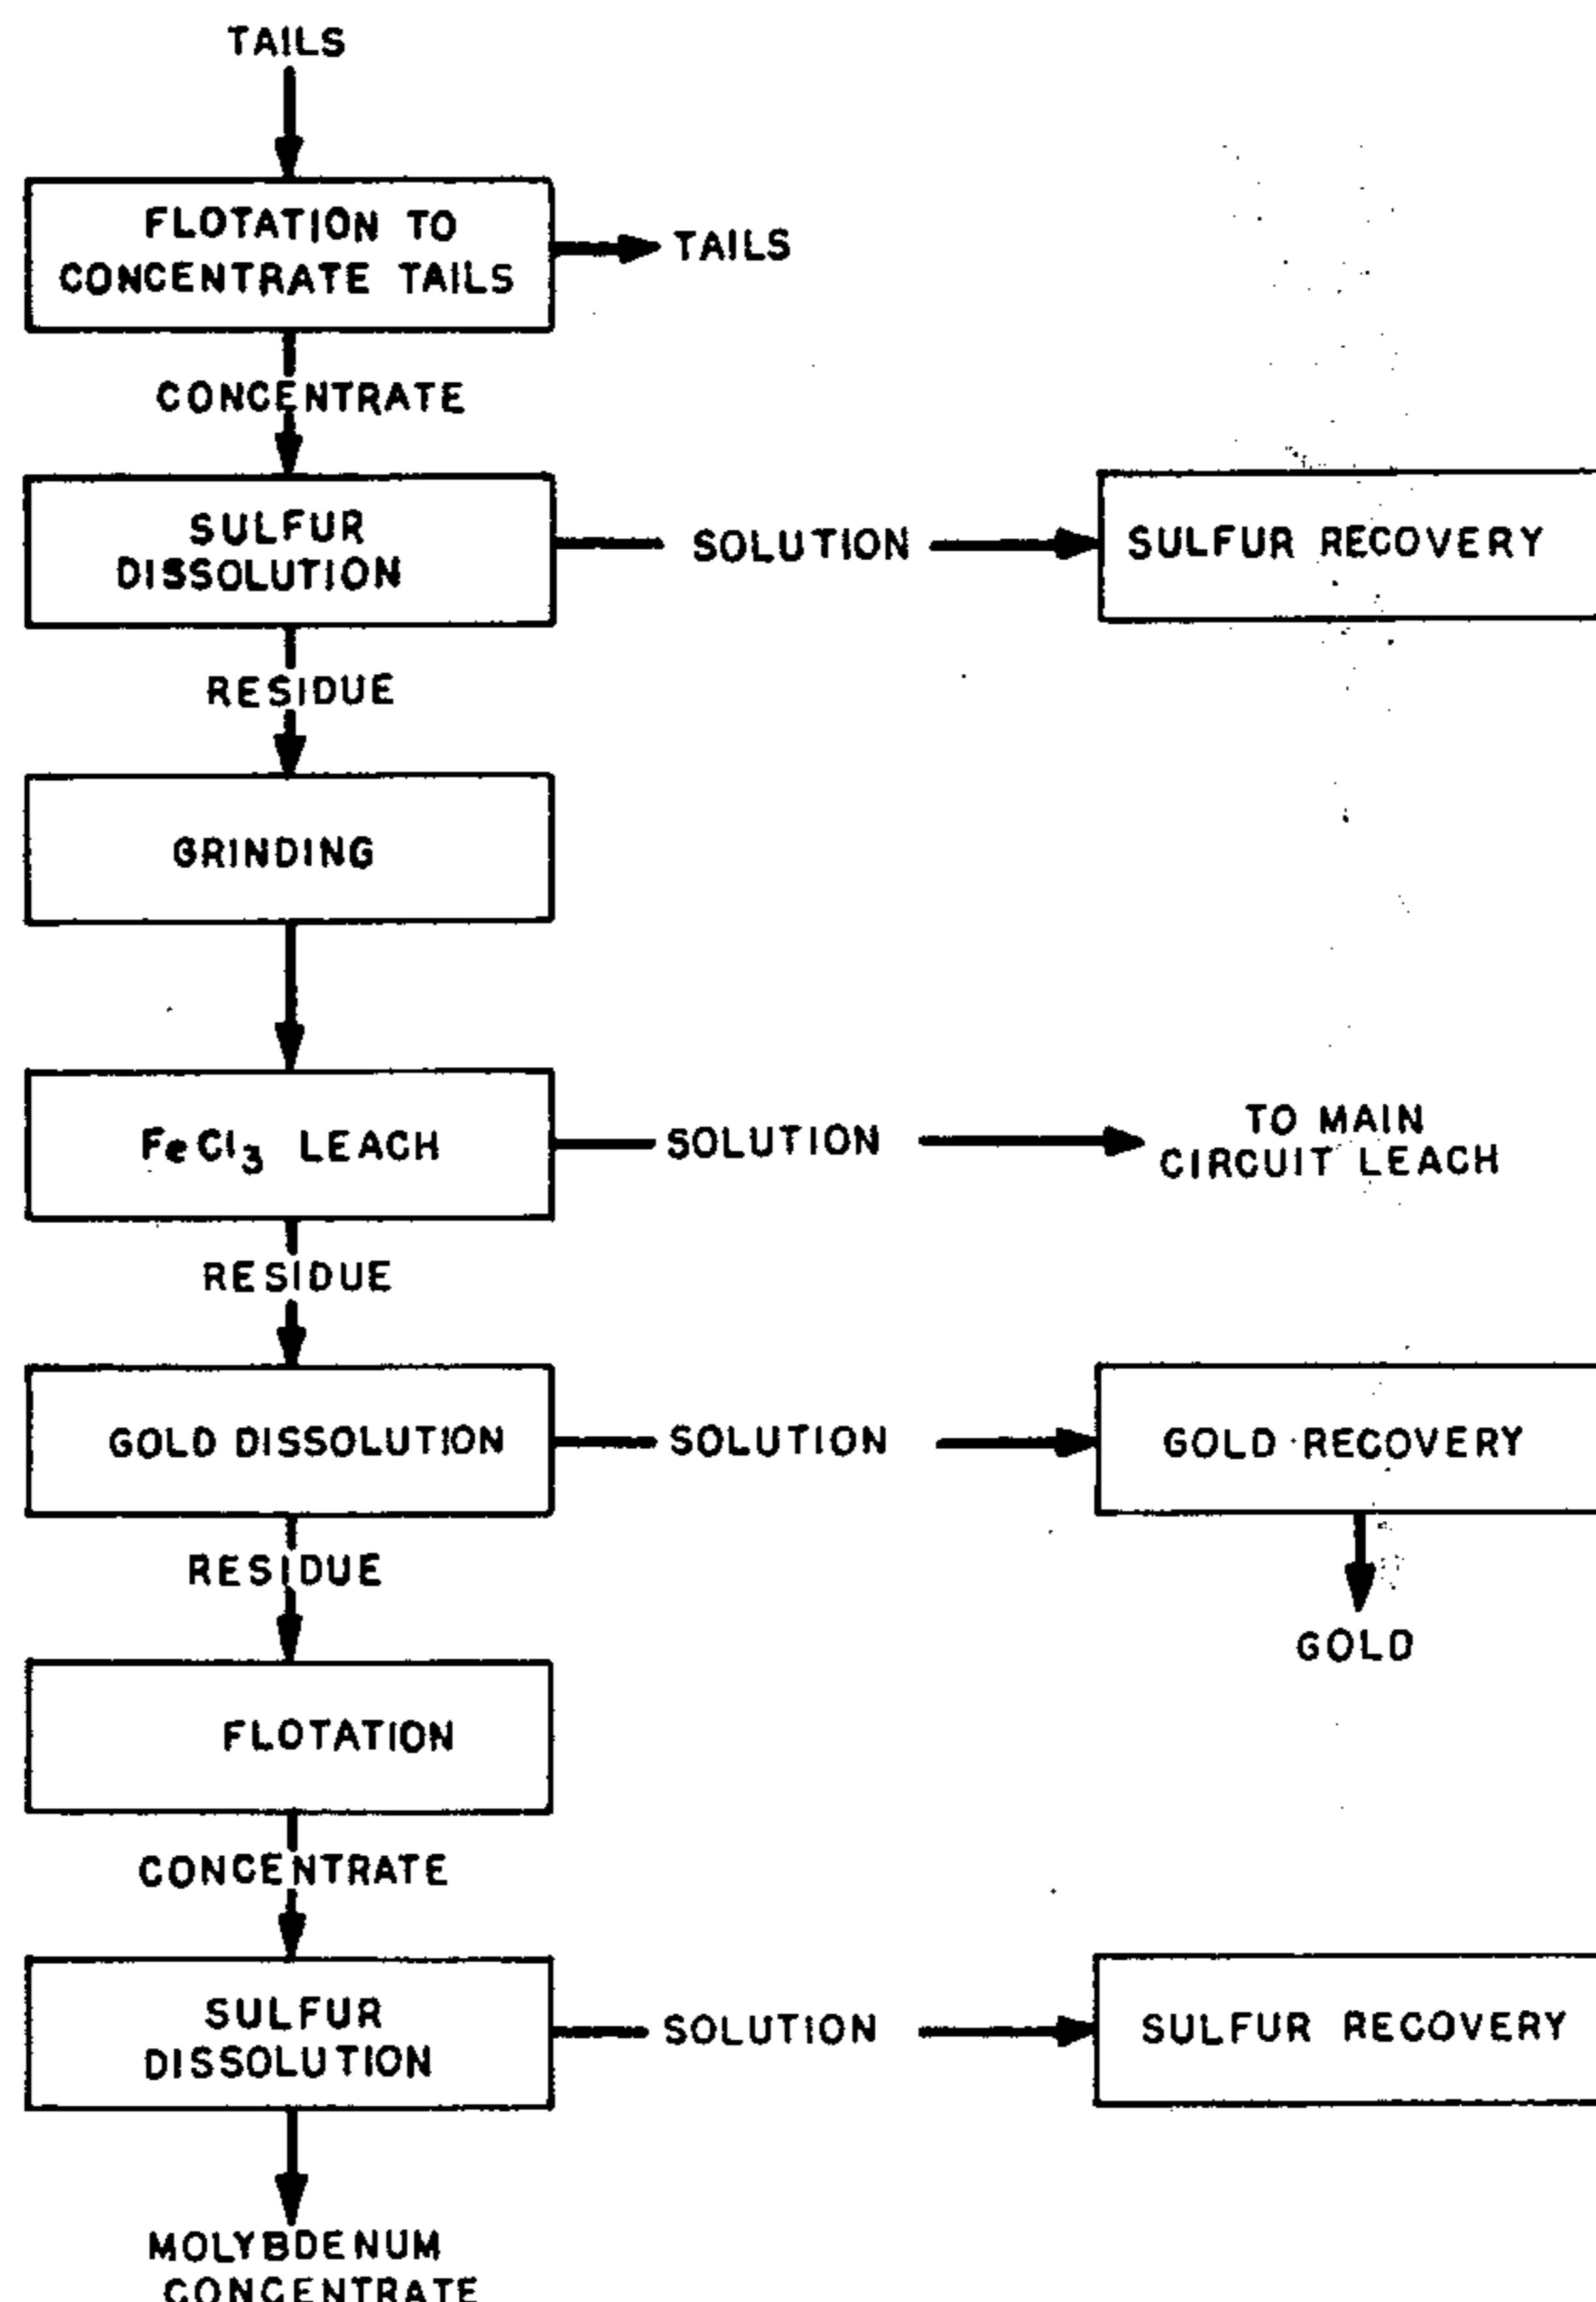 TAILS
FLOTATION TO
CONCENTRATE TAILS
TAILS
CONCENTRATE
SULFUR
DISSOLUTION
SOLUTION
SULFUR RECOVERY
RESIDUE
GRINDING
FeCl3 LEACH
SOLUTION
TO MAIN
CIRCUIT LEACH
RESIDUE
GOLD DISSOLUTION
SOLUTION
GOLD RECOVERY
RESIDUE
GOLD
FLOTATION
CONCENTRATE
SULFUR
DISSOLUTION
SOLUTION
SULFUR RECOVERY
MOLYBDENUM
CONCENTRATE